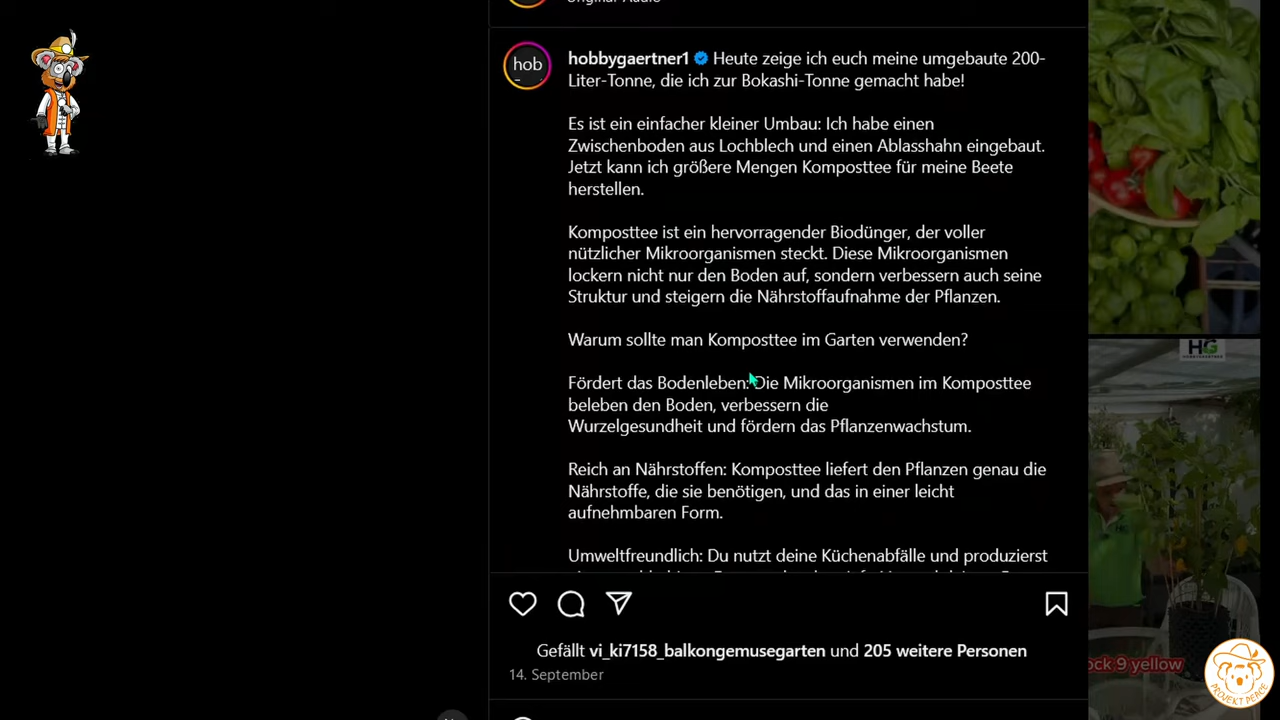 Original Audio
hobbygaertner1 Heute zeige ich euch meine umgebaute 200-
Liter-Tonne, die ich zur Bokashi-Tonne gemacht habe!
Es ist ein einfacher kleiner Umbau: Ich habe einen
Zwischenboden aus Lochblech und einen Ablasshahn eingebaut.
Jetzt kann ich größere Mengen Komposttee für meine Beete
herstellen.
Komposttee ist ein hervorragender Biodünger, der voller
nützlicher Mikroorganismen steckt. Diese Mikroorganismen
lockern nicht nur den Boden auf, sondern verbessern auch seine
Struktur und steigern die Nährstoffaufnahme der Pflanzen.
Warum sollte man Komposttee im Garten verwenden?
Fördert das Bodenleben: Die Mikroorganismen im Komposttee
beleben den Boden, verbessern die
Wurzelgesundheit und fördern das Pflanzenwachstum.
Reich an Nährstoffen: Komposttee liefert den Pflanzen genau die
Nährstoffe, die sie benötigen, und das in einer leicht
aufnehmbaren Form.
Umweltfreundlich: Du nutzt deine Küchenabfälle und produzierst
Gefällt vi_ki7158_balkongemusegarten und 205 weitere Personen
14. September
hob
HG
ock 9 yellow
PROJEKT PEACE